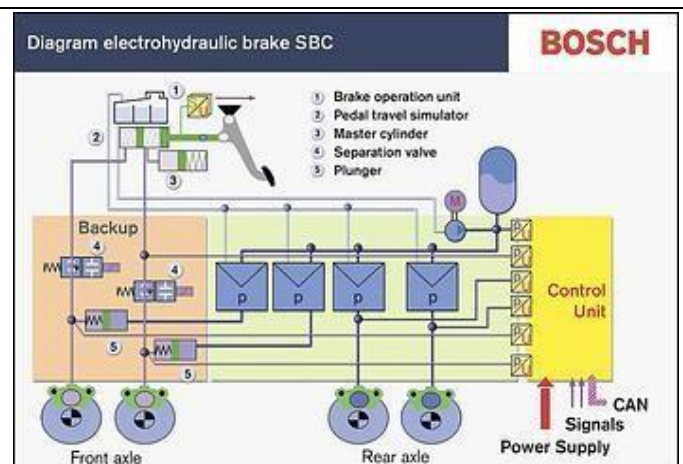 Diagram electrohydraulic brake SBC
BOSCH
1 Brake operation unit
2 Pedal travel simulator
3 Master cylinder
4 Separation valve
5 Plunger
1
2
3
M
Backup
4
4
5
5
p
p
p
p
Control
Unit
CAN
Signals
Power Supply
Front axle
Rear axle